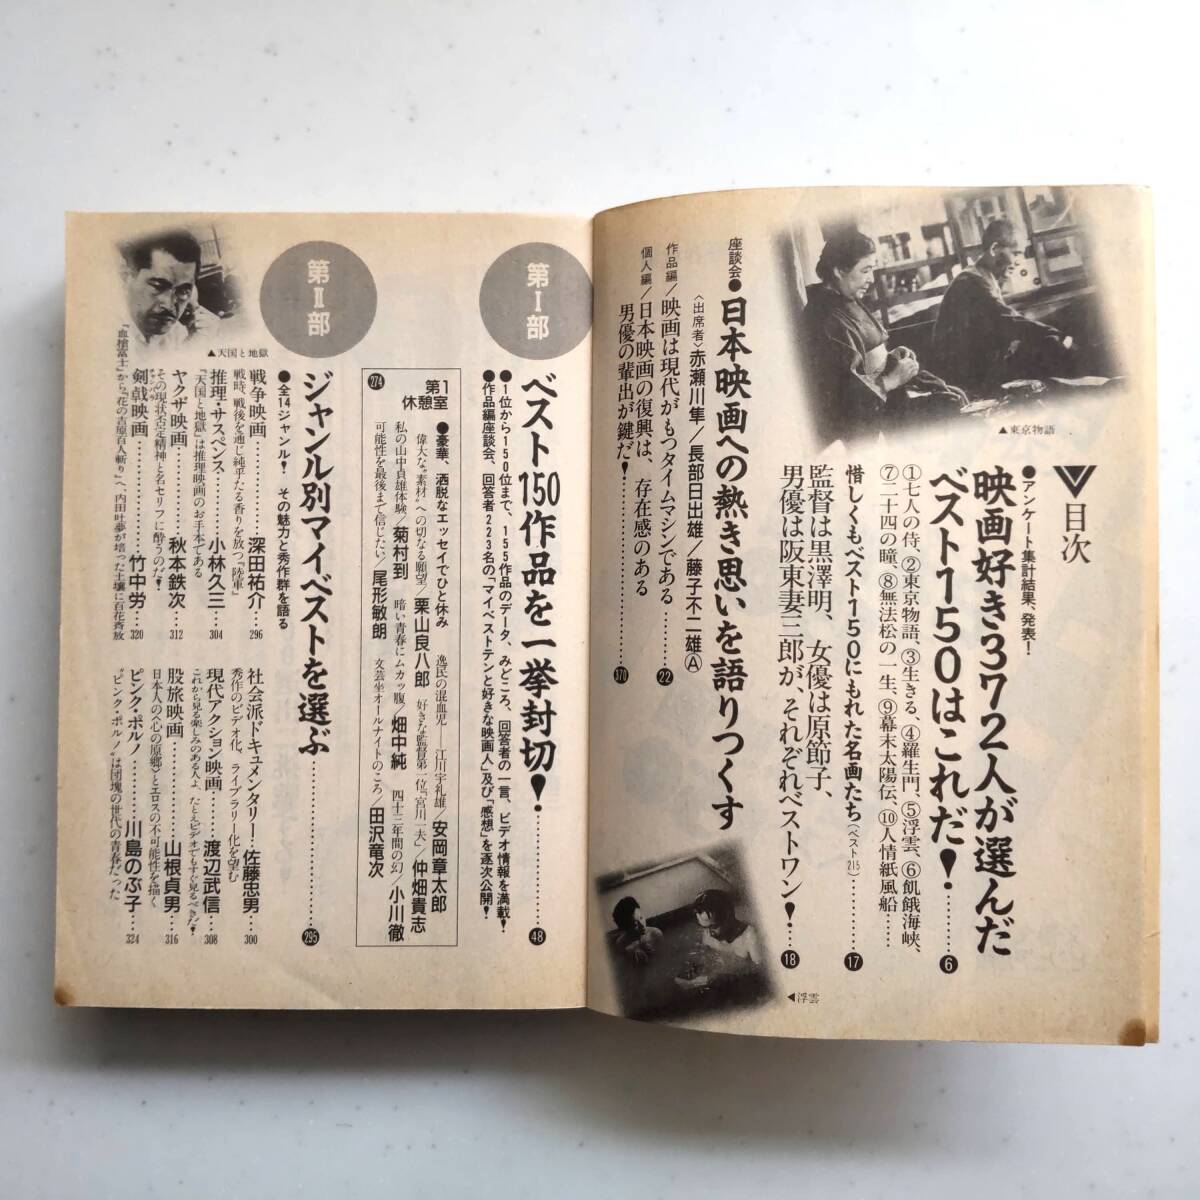 ▼目次
●アンケート集計結果、発表!
映画好き372人が選んだ
ベスト150はこれだ!……❻
①七人の侍、②東京物語、③生きる、④羅生門、⑤浮雲、⑥飢餓海峡、
⑦二十四の瞳、⑧無法松の一生、⑨幕末太陽伝、⑩人情紙風船……
惜しくもベスト150にもれた名画たち(ベスト215)……⓱
監督は黒澤明、女優は原節子、
男優は阪東妻三郎が、それぞれベストワン!……⓲
▲東京物語
◀浮雲
座談会●日本映画への熱き思いを語りつくす
〈出席者〉赤瀬川隼/長部日出雄/藤子不二雄Ⓐ
作品編/映画は現代がもつタイムマシンである……22
個人編/日本映画の復興は、存在感のある
男優の輩出が鍵だ!……370
第Ⅰ部
ベスト150作品を一挙封切!……48
●1位から150位まで、155作品のデータ、みどころ、回答者の一言、ビデオ情報を満載!
●作品編座談会、回答者223名の「マイベストテンと好きな映画人」及び「感想」を逐次公開!
第1
休憩室
●豪華、洒脱なエッセイでひと休み
逸民の混血児──江川宇礼雄/安岡章太郎
偉大な“素材”への切なる願望/栗山良八郎
好きな監督第一位「宮川一夫」/仲畑貴志
私の山中貞雄体験/菊村到
暗い青春にムカッ腹/畑中純
四十三年間の幻/小川徹
可能性を最後まで信じたい/尾形敏朗
文芸坐オールナイトのころ/田沢竜次
274
第Ⅱ部
ジャンル別マイベストを選ぶ……295
●全14ジャンル! その魅力と秀作群を語る
戦争映画……深田祐介…296
戦時、戦後を通じ純乎たる香りを放つ『陸軍』
社会派ドキュメンタリー…佐藤忠男…300
秀作のビデオ化、ライブラリー化を望む
推理・サスペンス……小林久三…304
『天国と地獄』は推理映画のお手本である
現代アクション映画……渡辺武信…308
これから見る楽しみのある人よ、たとえビデオでもすぐ見るべきだ!
ヤクザ映画……秋本鉄次…312
その“現状否定精神”と名セリフに酔うのだ!
股旅映画……山根貞男…316
日本人の〈心の原郷〉とエロスの不可能性を描く
剣戟映画……竹中労…320
チャンバラ
『血槍富士』から『花の吉原百人斬り』へ、内田吐夢が培った土壌に百花斉放
ピンク・ポルノ……川島のぶ子…324
“ピンク・ポルノ”は団塊の世代の青春だった
▲天国と地獄